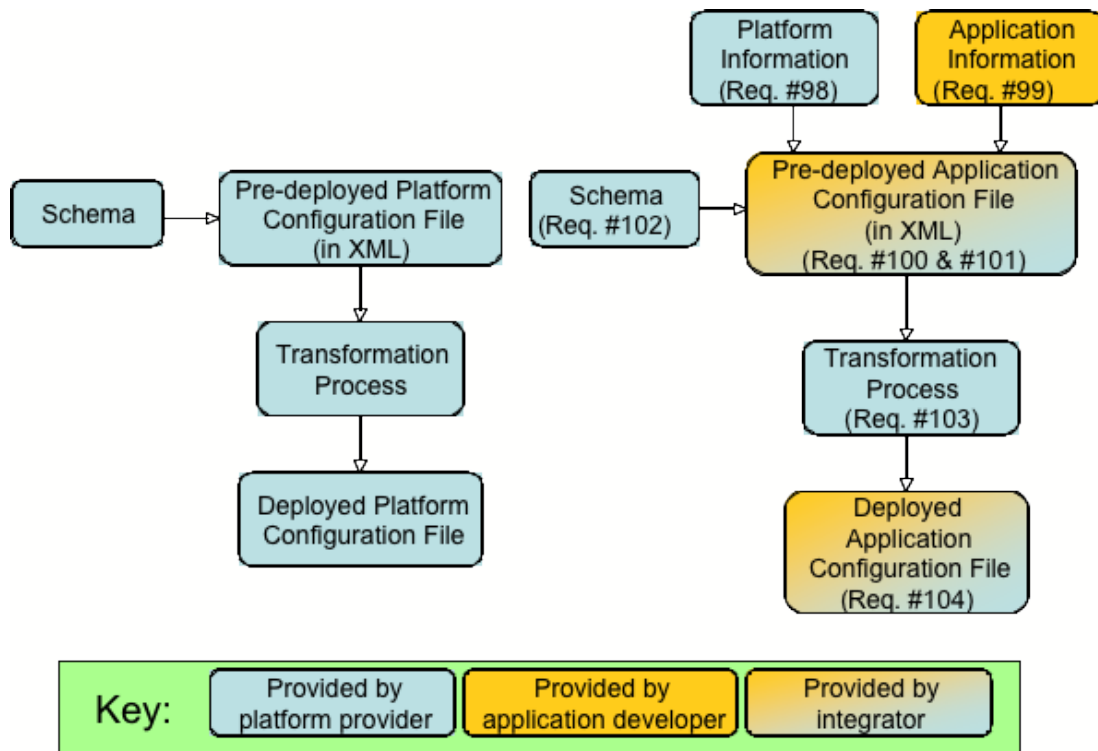 Platform
Information
(Req. #98)
Application
Information
(Req. #99)
Schema
Pre-deployed Platform
Configuration File
(in XML)
Schema
(Req. #102)
Pre-deployed Application
Configuration File
(in XML)
(Req. #100 & #101)
Transformation
Process
Transformation
Process
(Req. #103)
Deployed Platform
Configuration File
Deployed
Application
Configuration File
(Req. #104)
Key:
Provided by
platform provider
Provided by
application developer
Provided by
integrator